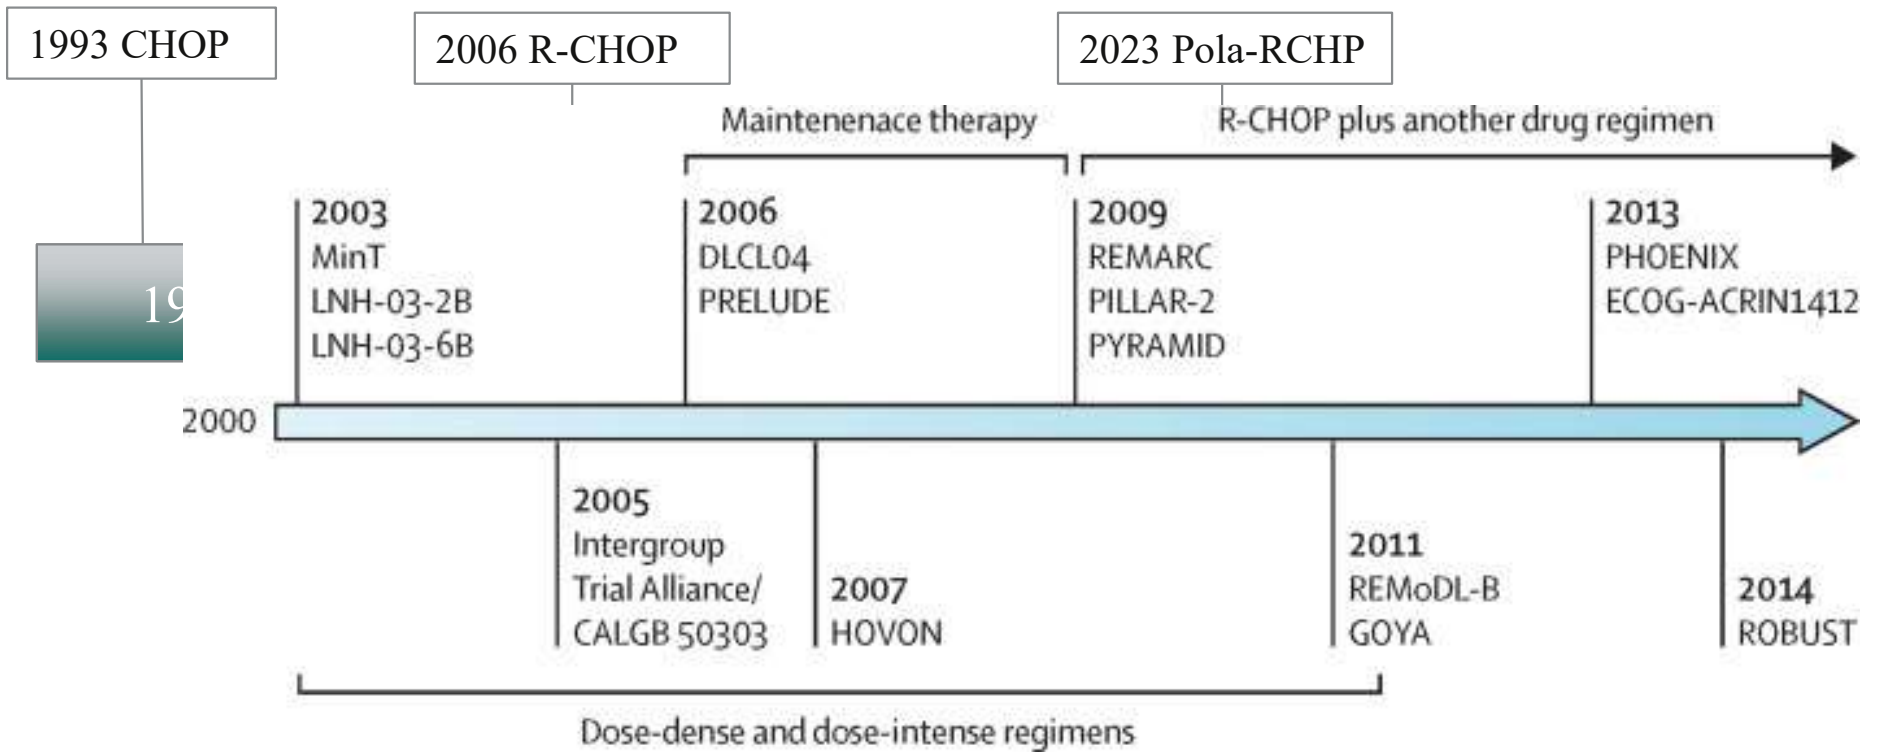 1993 CHOP
2006 R-CHOP
2023 Pola-RCHP
Maintenenace therapy
R-CHOP plus another drug regimen
2003
MinT
LNH-03-2B
LNH-03-6B
2006
DLCL04
PRELUDE
2009
REMARC
PILLAR-2
PYRAMID
2013
PHOENIX
ECOG-ACRIN1412
19
2000
2005
Intergroup
Trial Alliance/
CALGB 50303
2007
HOVON
2011
REMoDL-B
GOYA
2014
ROBUST
Dose-dense and dose-intense regimens